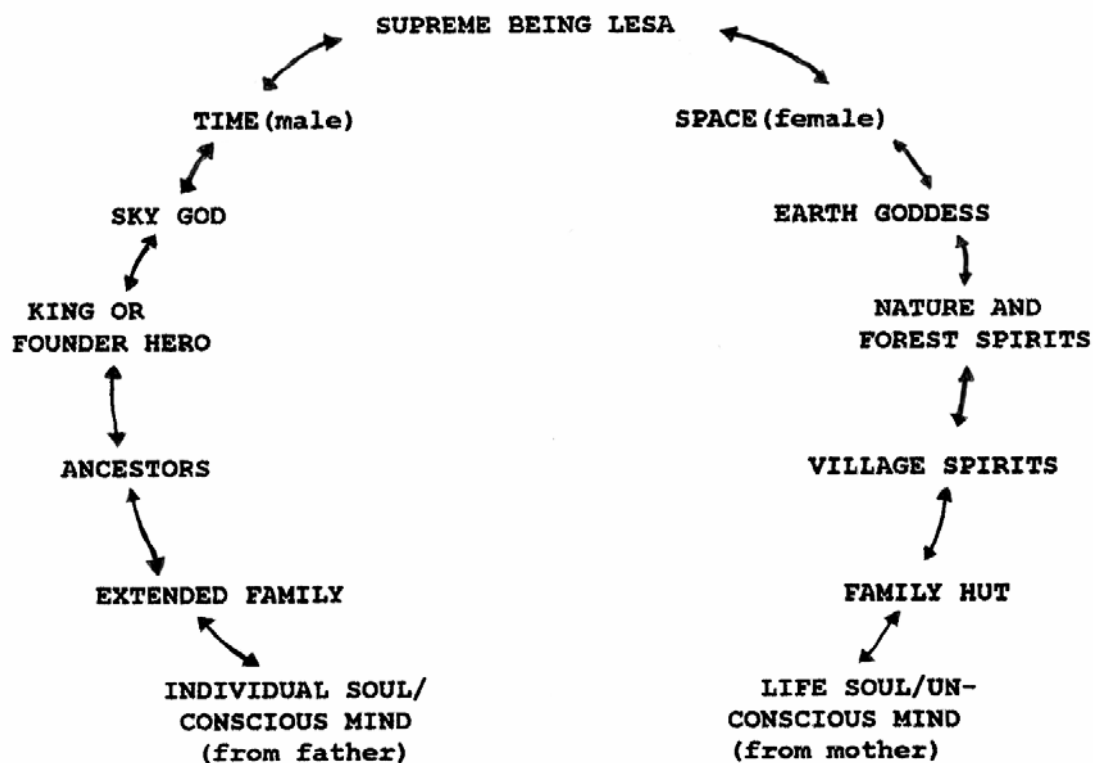 SUPREME BEING LESA
TIME(male)
SPACE(female)
SKY GOD
EARTH GODDESS
KING OR
FOUNDER HERO
NATURE AND
FOREST SPIRITS
ANCESTORS
VILLAGE SPIRITS
EXTENDED FAMILY
FAMILY HUT
INDIVIDUAL SOUL/
CONSCIOUS MIND
(from father)
LIFE SOUL/UN-
CONSCIOUS MIND
(from mother)